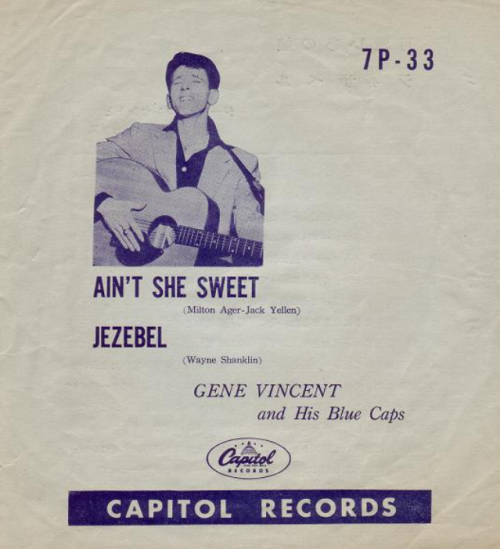 7P-33
AIN'T SHE SWEET
(Milton Ager-Jack Yellen)
JEZEBEL
(Wayne Shanklin)
GENE VINCENT
and His Blue Caps
Capitol
RECORDS
CAPITOL RECORDS